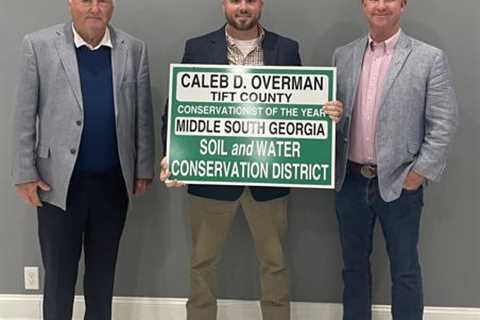 CALEB D. OVERMAN
TIFT COUNTY
CONSERVATIONIST OF THE YEAR
MIDDLE SOUTH GEORGIA
SOIL and WATER
CONSERVATION DISTRICT